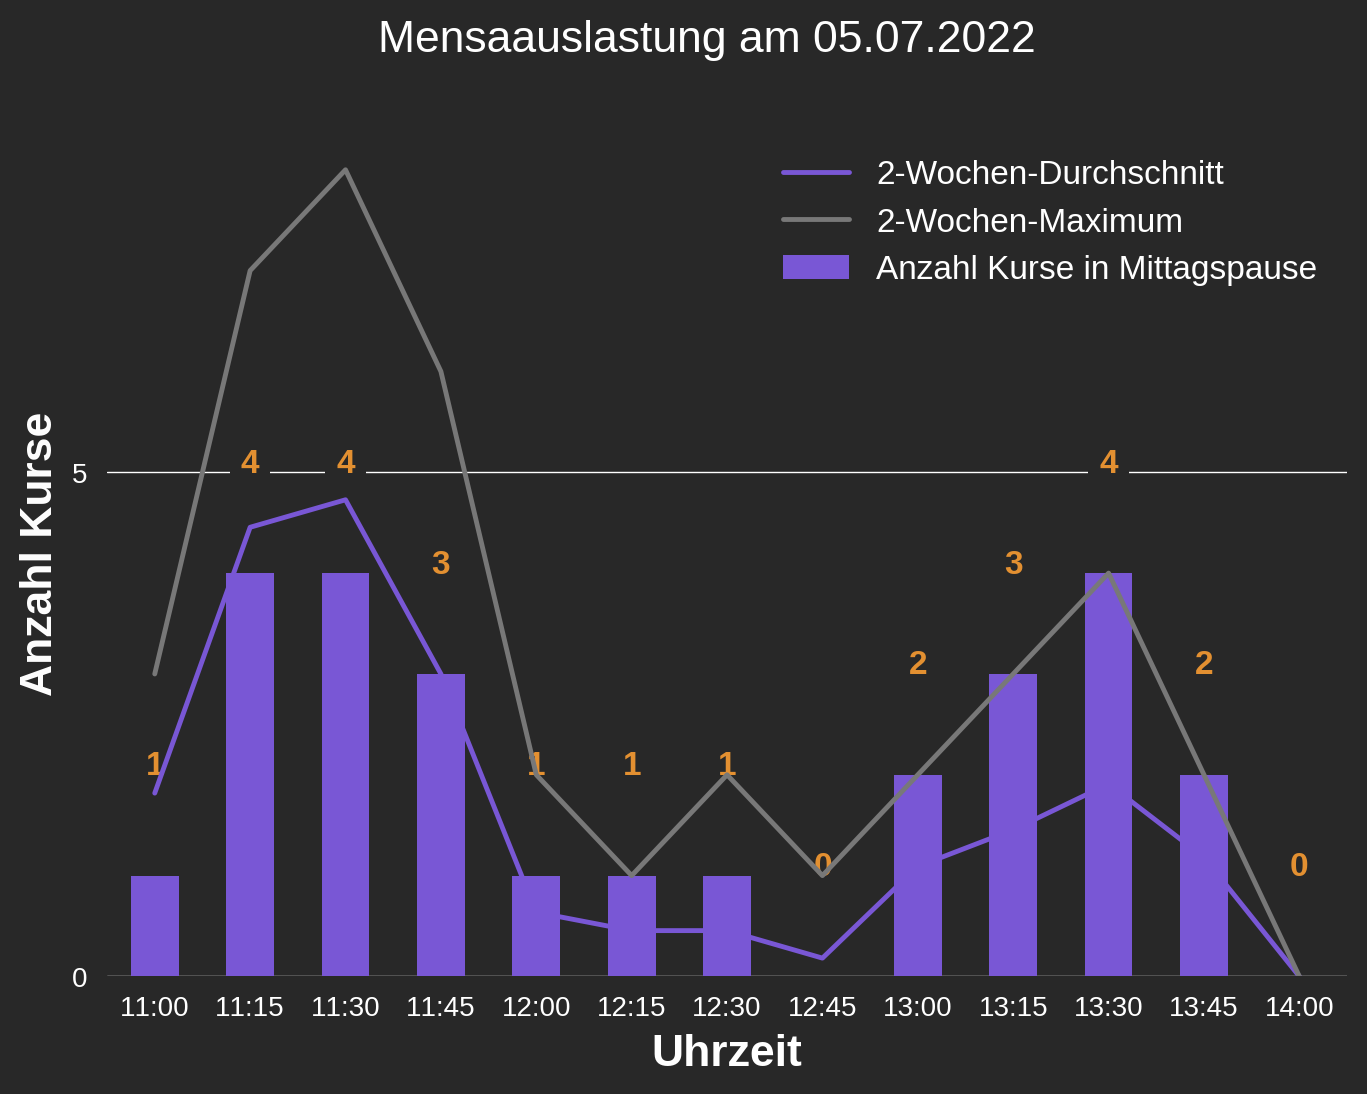 Mensaauslastung am 05.07.2022
2-Wochen-Durchschnitt
2-Wochen-Maximum
Anzahl Kurse in Mittagspause
Anzahl Kurse
5
0
1
4
4
3
1
1
1
0
2
3
4
2
0
11:00 11:15 11:30 11:45 12:00 12:15 12:30 12:45 13:00 13:15 13:30 13:45 14:00
Uhrzeit